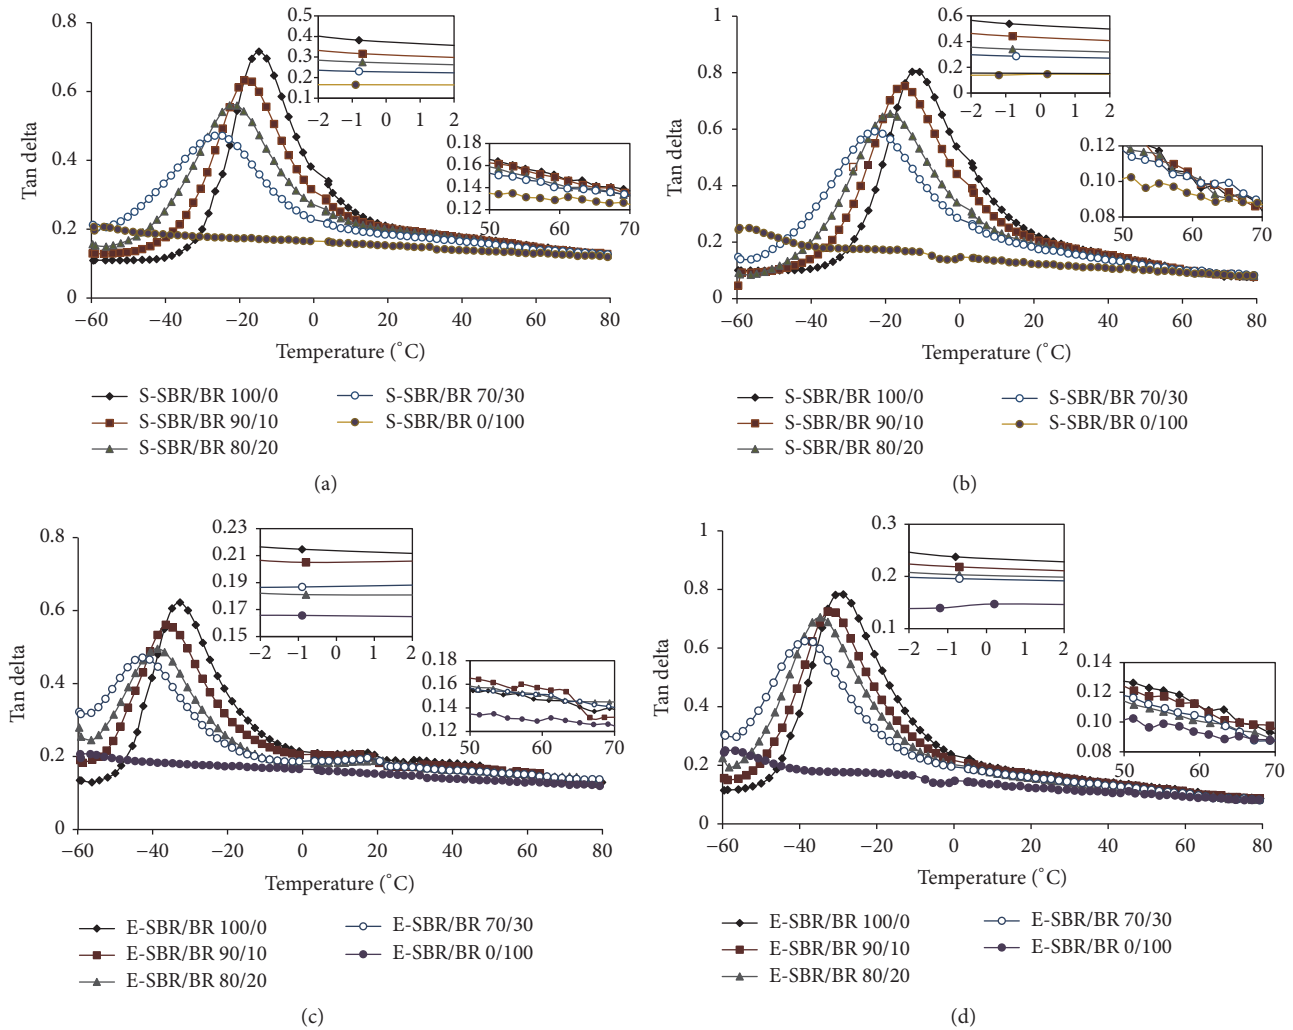 0.8
0.6
0.4
0.2
0
Tan delta
−60 −40 −20 0 20 40 60 80
Temperature (°C)
0.5
0.4
0.3
0.2
0.1
−2 −1 0 1 2
0.18
0.16
0.14
0.12
50 60 70
S-SBR/BR 100/0
S-SBR/BR 90/10
S-SBR/BR 80/20
S-SBR/BR 70/30
S-SBR/BR 0/100
(a)
1
0.8
0.6
0.4
0.2
0
Tan delta
−60 −40 −20 0 20 40 60 80
Temperature (°C)
0.6
0.4
0.2
0
−2 −1 0 1 2
0.12
0.10
0.08
50 60 70
S-SBR/BR 100/0
S-SBR/BR 90/10
S-SBR/BR 80/20
S-SBR/BR 70/30
S-SBR/BR 0/100
(b)
0.8
0.6
0.4
0.2
0
Tan delta
−60 −40 −20 0 20 40 60 80
Temperature (°C)
0.23
0.21
0.19
0.17
0.15
−2 −1 0 1 2
0.18
0.16
0.14
0.12
50 60 70
E-SBR/BR 100/0
E-SBR/BR 90/10
E-SBR/BR 80/20
E-SBR/BR 70/30
E-SBR/BR 0/100
(c)
1
0.8
0.6
0.4
0.2
0
Tan delta
−60 −40 −20 0 20 40 60 80
Temperature (°C)
0.3
0.2
0.1
−2 −1 0 1 2
0.14
0.12
0.10
0.08
50 60 70
E-SBR/BR 100/0
E-SBR/BR 90/10
E-SBR/BR 80/20
E-SBR/BR 70/30
E-SBR/BR 0/100
(d)